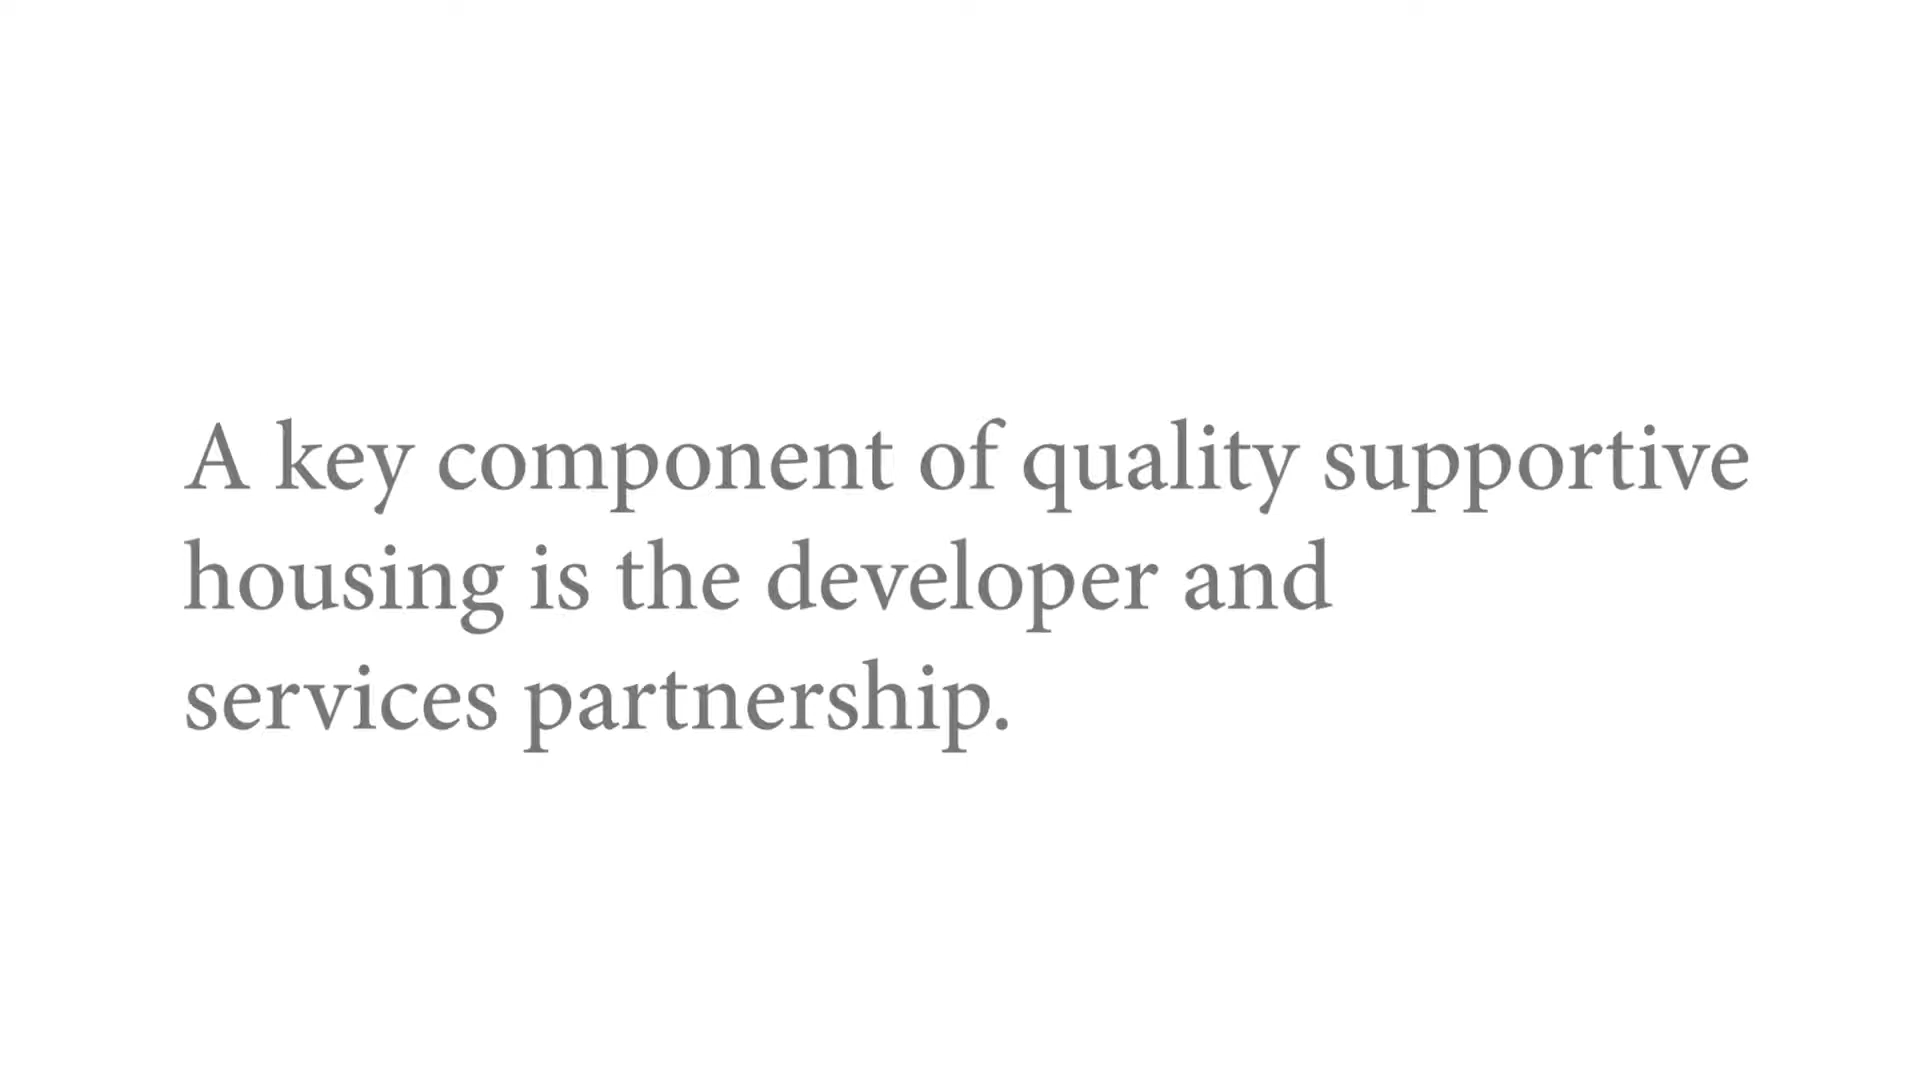 A key component of quality supportive
housing is the developer and
services partnership.